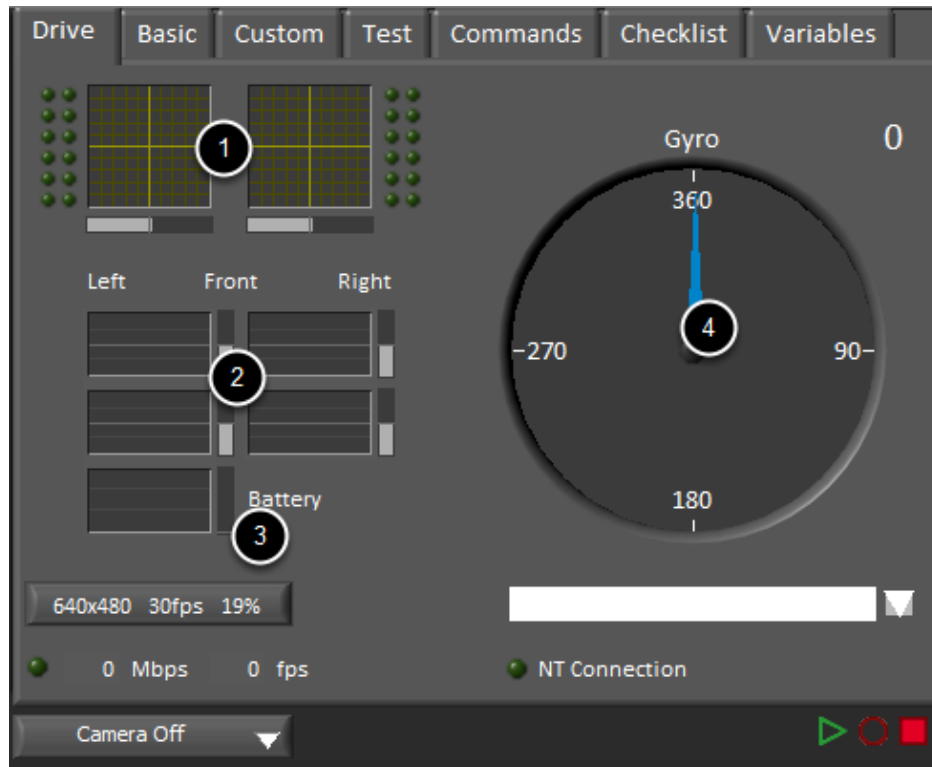 Drive Basic Custom Test Commands Checklist Variables
1
Gyro 0
360
Left Front Right
4
-270 90-
2
180
Battery
3
640x480 30fps 19%
0 Mbps 0 fps
NT Connection
Camera Off